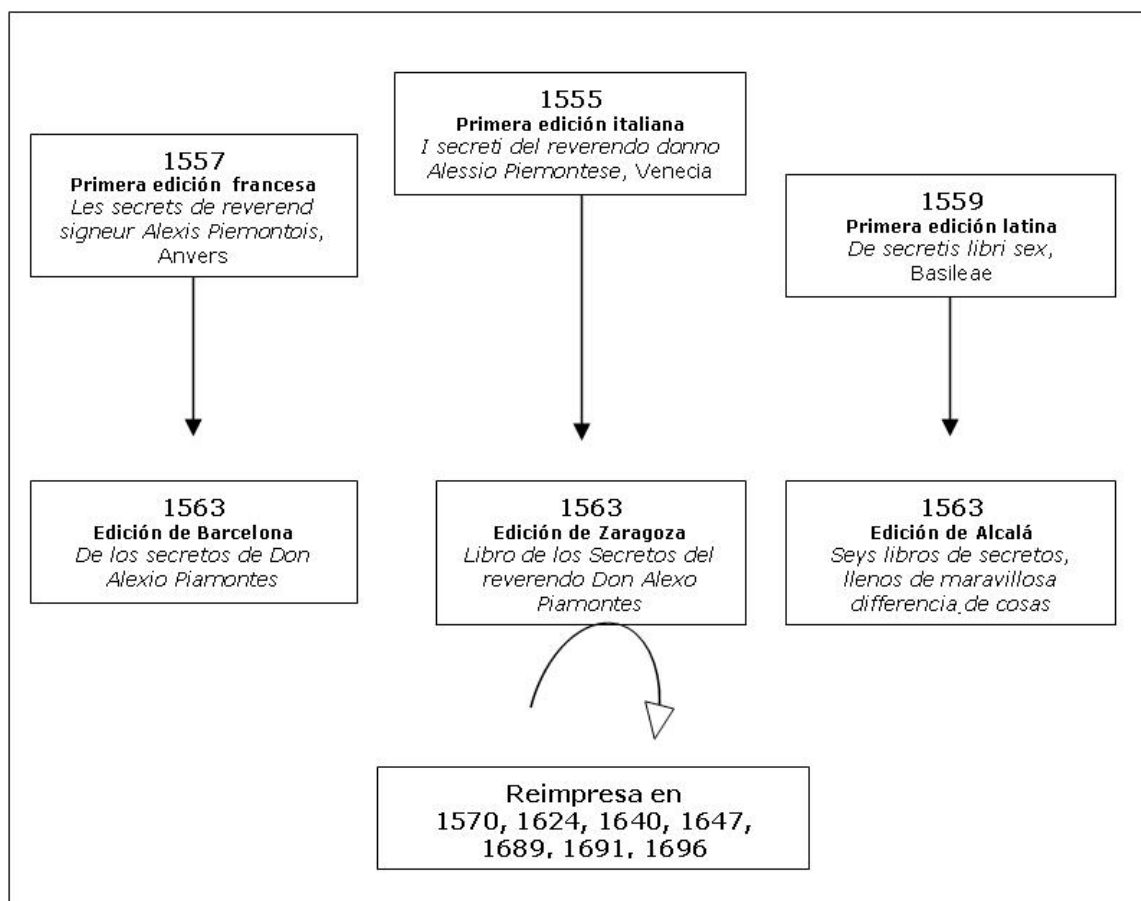 1555
Primera edición italiana
I secreti del reverendo donno
Alessio Piemontese, Venecia
1557
Primera edición francesa
Les secrets de reverend
signeur Alexis Piemontois,
Anvers
1559
Primera edición latina
De secretis libri sex,
Basileae
1563
Edición de Barcelona
De los secretos de Don
Alexio Piamontes
1563
Edición de Zaragoza
Libro de los Secretos del
reverendo Don Alexo
Piamontes
1563
Edición de Alcalá
Seys libros de secretos,
llenos de maravillosa
differencia de cosas
Reimpresa en
1570, 1624, 1640, 1647,
1689, 1691, 1696